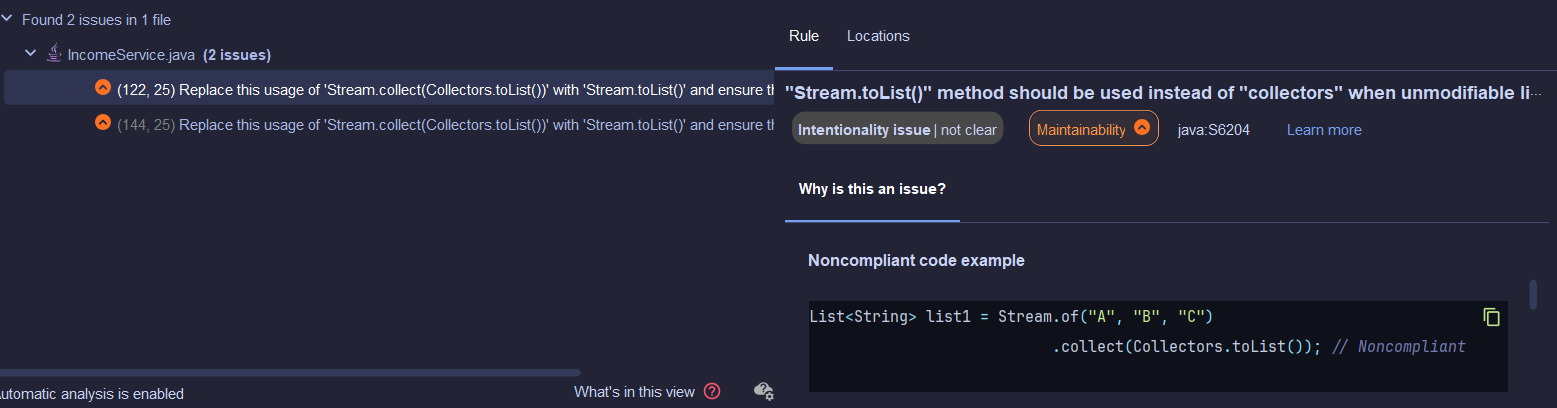 Found 2 issues in 1 file
IncomeService.java (2 issues)
(122, 25) Replace this usage of 'Stream.collect(Collectors.toList())' with 'Stream.toList()' and ensure
(144, 25) Replace this usage of 'Stream.collect(Collectors.toList())' with 'Stream.toList()' and ensure
utomatic analysis is enabled
What's in this view
Rule Locations
"Stream.toList()" method should be used instead of "collectors" when unmodifiable li...
Intentionality issue | not clear Maintainability java:S6204 Learn more
Why is this an issue?
Noncompliant code example
List<String> list1 = Stream.of("A", "B", "C")
.collect(Collectors.toList()); // Noncompliant